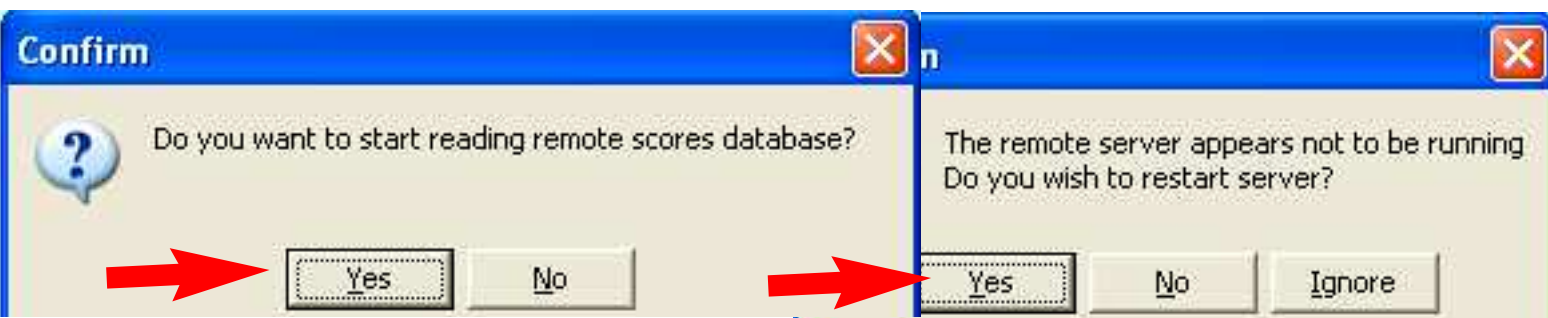 Confirm
Do you want to start reading remote scores database?
Yes
No
n
The remote server appears not to be running
Do you wish to restart server?
Yes
No
Ignore